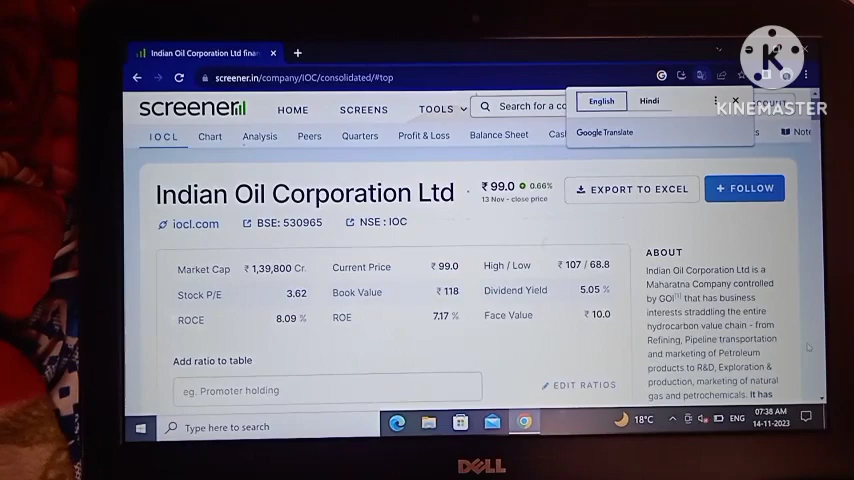 Indian Oil Corporation Ltd finan
screener.in/company/IOC/consolidated/#top
screener
HOME
SCREENS
TOOLS
Search for a co
English
Hindi
Google Translate
KINEMASTER
IOCL
Chart
Analysis
Peers
Quarters
Profit & Loss
Balance Sheet
Cas
Note
Indian Oil Corporation Ltd
₹ 99.0
0.66%
13 Nov - close price
EXPORT TO EXCEL
+ FOLLOW
iocl.com
BSE: 530965
NSE : IOC
Market Cap ₹ 1,39,800 Cr.
Current Price ₹ 99.0
High / Low ₹ 107 / 68.8
Stock P/E 3.62
Book Value ₹ 118
Dividend Yield 5.05 %
ROCE 8.09 %
ROE 7.17 %
Face Value ₹ 10.0
Add ratio to table
eg. Promoter holding
EDIT RATIOS
ABOUT
Indian Oil Corporation Ltd is a
Maharatna Company controlled
by GOI[1] that has business
interests straddling the entire
hydrocarbon value chain - from
Refining, Pipeline transportation
and marketing of Petroleum
products to R&D, Exploration &
production, marketing of natural
gas and petrochemicals. It has
Type here to search
18°C
ENG
07:38 AM
14-11-2023
DELL